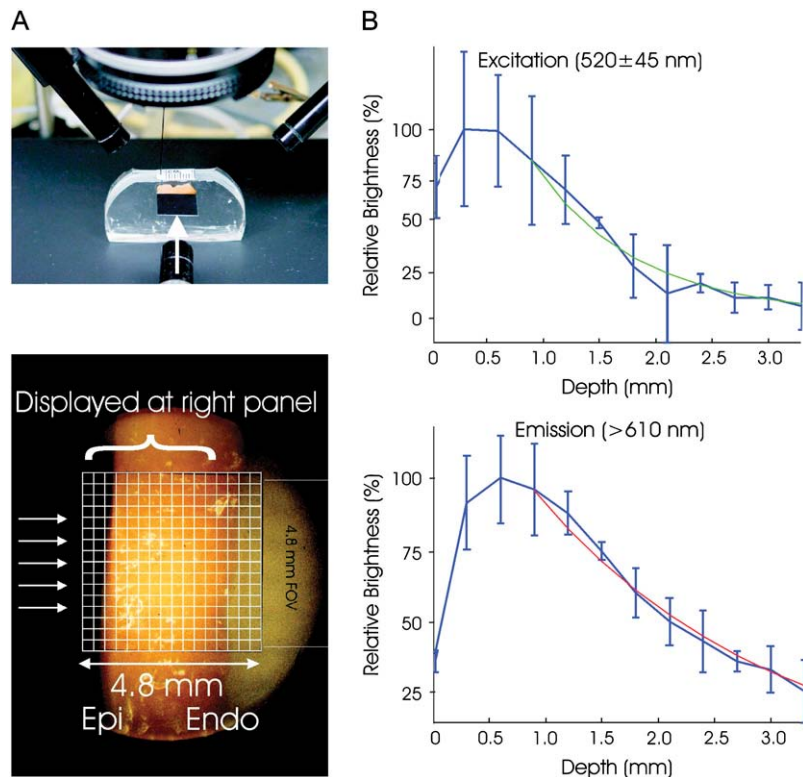 A
Displayed at right panel
4.8 mm FOV
4.8 mm
Epi Endo
B
Excitation (520±45 nm)
Relative Brightness (%)
100
75
50
25
0
0 0.5 1.0 1.5 2.0 2.5 3.0
Depth (mm)
Emission (>610 nm)
Relative Brightness (%)
100
75
50
25
0 0.5 1.0 1.5 2.0 2.5 3.0
Depth (mm)